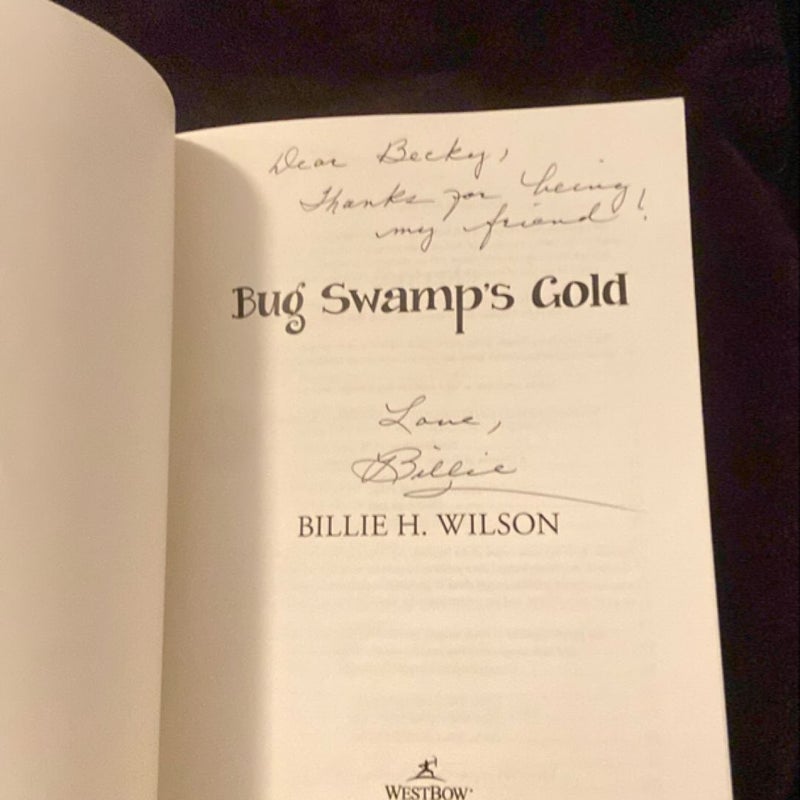 Dear Becky,
Thanks for being
my friend!
Bug Swamp's Gold
Love,
Billie
BILLIE H. WILSON
WESTBOW